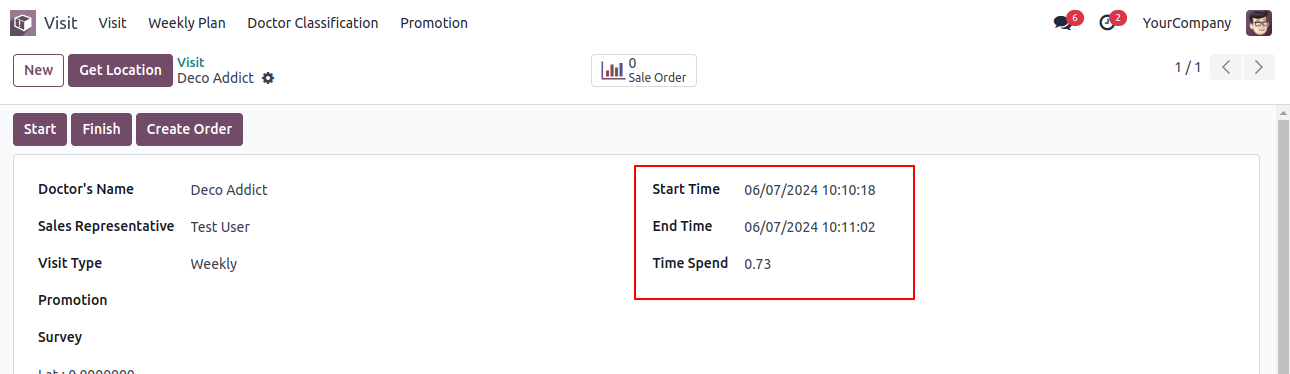 Visit Visit Weekly Plan Doctor Classification Promotion 6 2 YourCompany
New Get Location Visit
Deco Addict
0
Sale Order
1 / 1
Start Finish Create Order
Doctor's Name Deco Addict Start Time 06/07/2024 10:10:18
Sales Representative Test User End Time 06/07/2024 10:11:02
Visit Type Weekly Time Spend 0.73
Promotion
Survey
Lat : 0.0000000